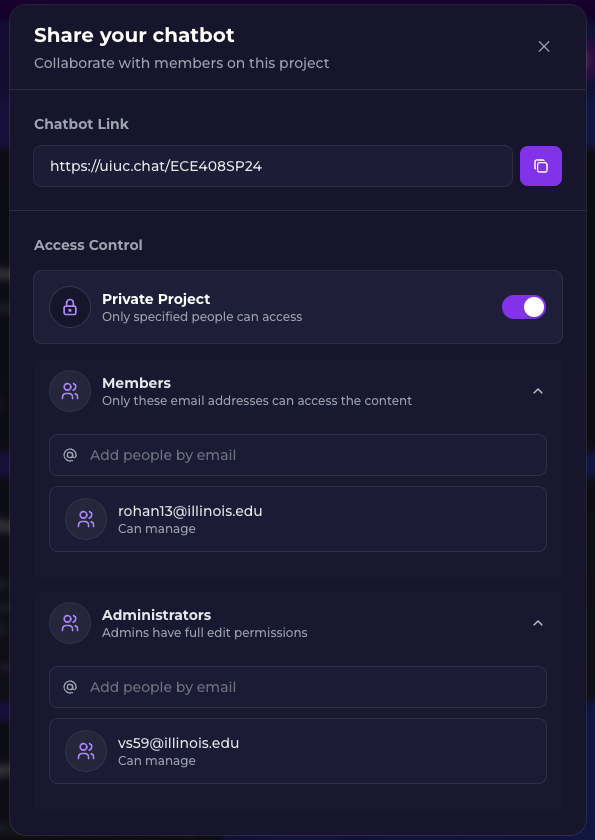 Share your chatbot
Collaborate with members on this project
Chatbot Link
https://uiuc.chat/ECE408SP24
Access Control
Private Project
Only specified people can access
Members
Only these email addresses can access the content
@ Add people by email
rohan13@illinois.edu
Can manage
Administrators
Admins have full edit permissions
@ Add people by email
vs59@illinois.edu
Can manage